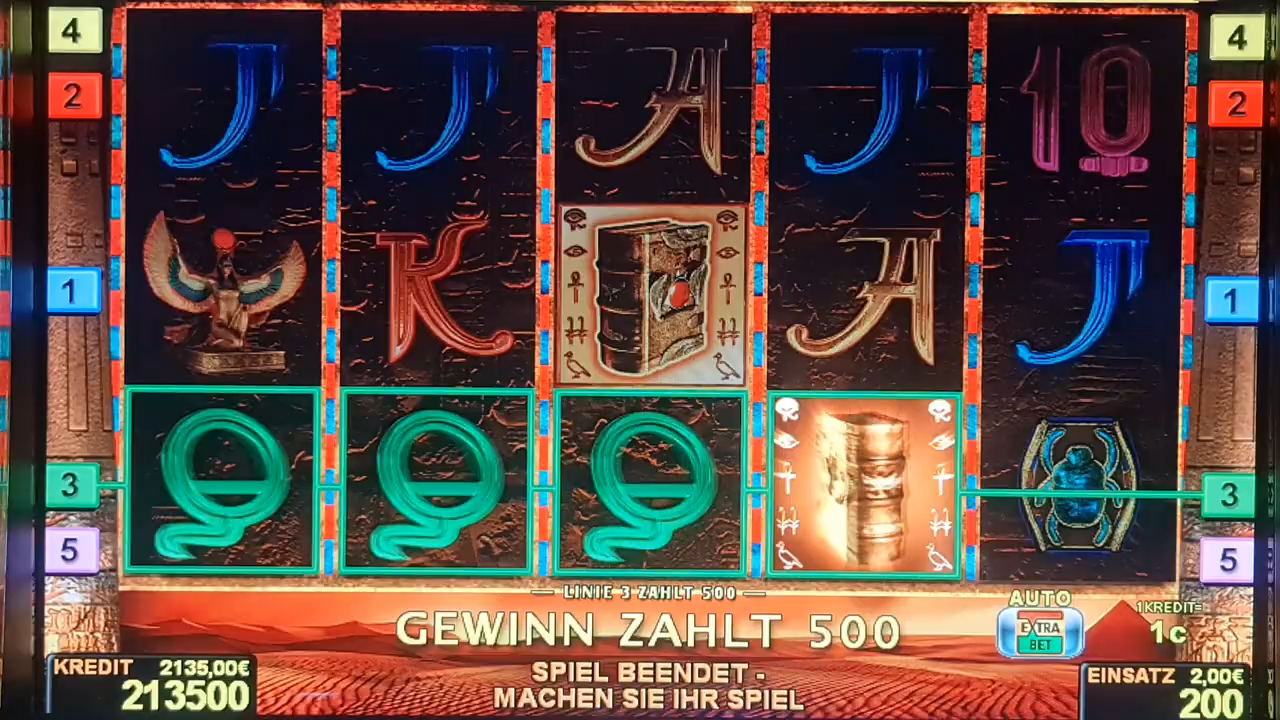 4 J J A J 10 4
2 2
1 K A J 1
3 Q Q Q 3
5 5
LINIE 3 ZAHLT 500
GEWINN ZAHLT 500
AUTO
EXTRA
BET
1KREDIT=
1c
SPIEL BEENDET -
MACHEN SIE IHR SPIEL
KREDIT 2135,00€
213500
EINSATZ 2,00€
200